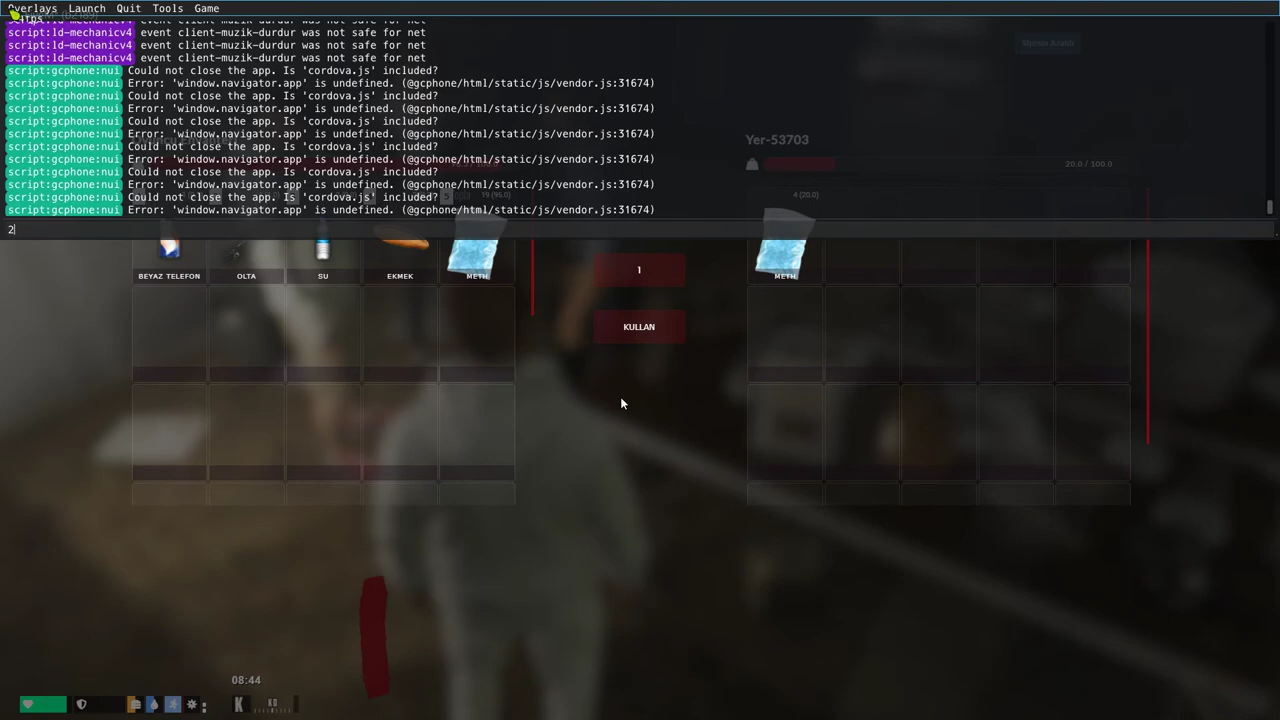 Overlays Launch Quit Tools Game
script:ld-mechanicv4 event client-muzik-durdur was not safe for net
script:ld-mechanicv4 event client-muzik-durdur was not safe for net
script:ld-mechanicv4 event client-muzik-durdur was not safe for net
script:ld-mechanicv4 event client-muzik-durdur was not safe for net
script:gcphone:nui Could not close the app. Is 'cordova.js' included?
script:gcphone:nui Error: 'window.navigator.app' is undefined. (@gcphone/html/static/js/vendor.js:31674)
script:gcphone:nui Could not close the app. Is 'cordova.js' included?
script:gcphone:nui Error: 'window.navigator.app' is undefined. (@gcphone/html/static/js/vendor.js:31674)
script:gcphone:nui Could not close the app. Is 'cordova.js' included?
script:gcphone:nui Error: 'window.navigator.app' is undefined. (@gcphone/html/static/js/vendor.js:31674)
script:gcphone:nui Could not close the app. Is 'cordova.js' included?
script:gcphone:nui Error: 'window.navigator.app' is undefined. (@gcphone/html/static/js/vendor.js:31674)
script:gcphone:nui Could not close the app. Is 'cordova.js' included?
script:gcphone:nui Error: 'window.navigator.app' is undefined. (@gcphone/html/static/js/vendor.js:31674)
script:gcphone:nui Could not close the app. Is 'cordova.js' included?
script:gcphone:nui Error: 'window.navigator.app' is undefined. (@gcphone/html/static/js/vendor.js:31674)
2
Yer-53703
20.0 / 100.0
19 (95.0)
4 (20.0)
BEYAZ TELEFON OLTA SU EKMEK METH
1
METH
KULLAN
08:44
K